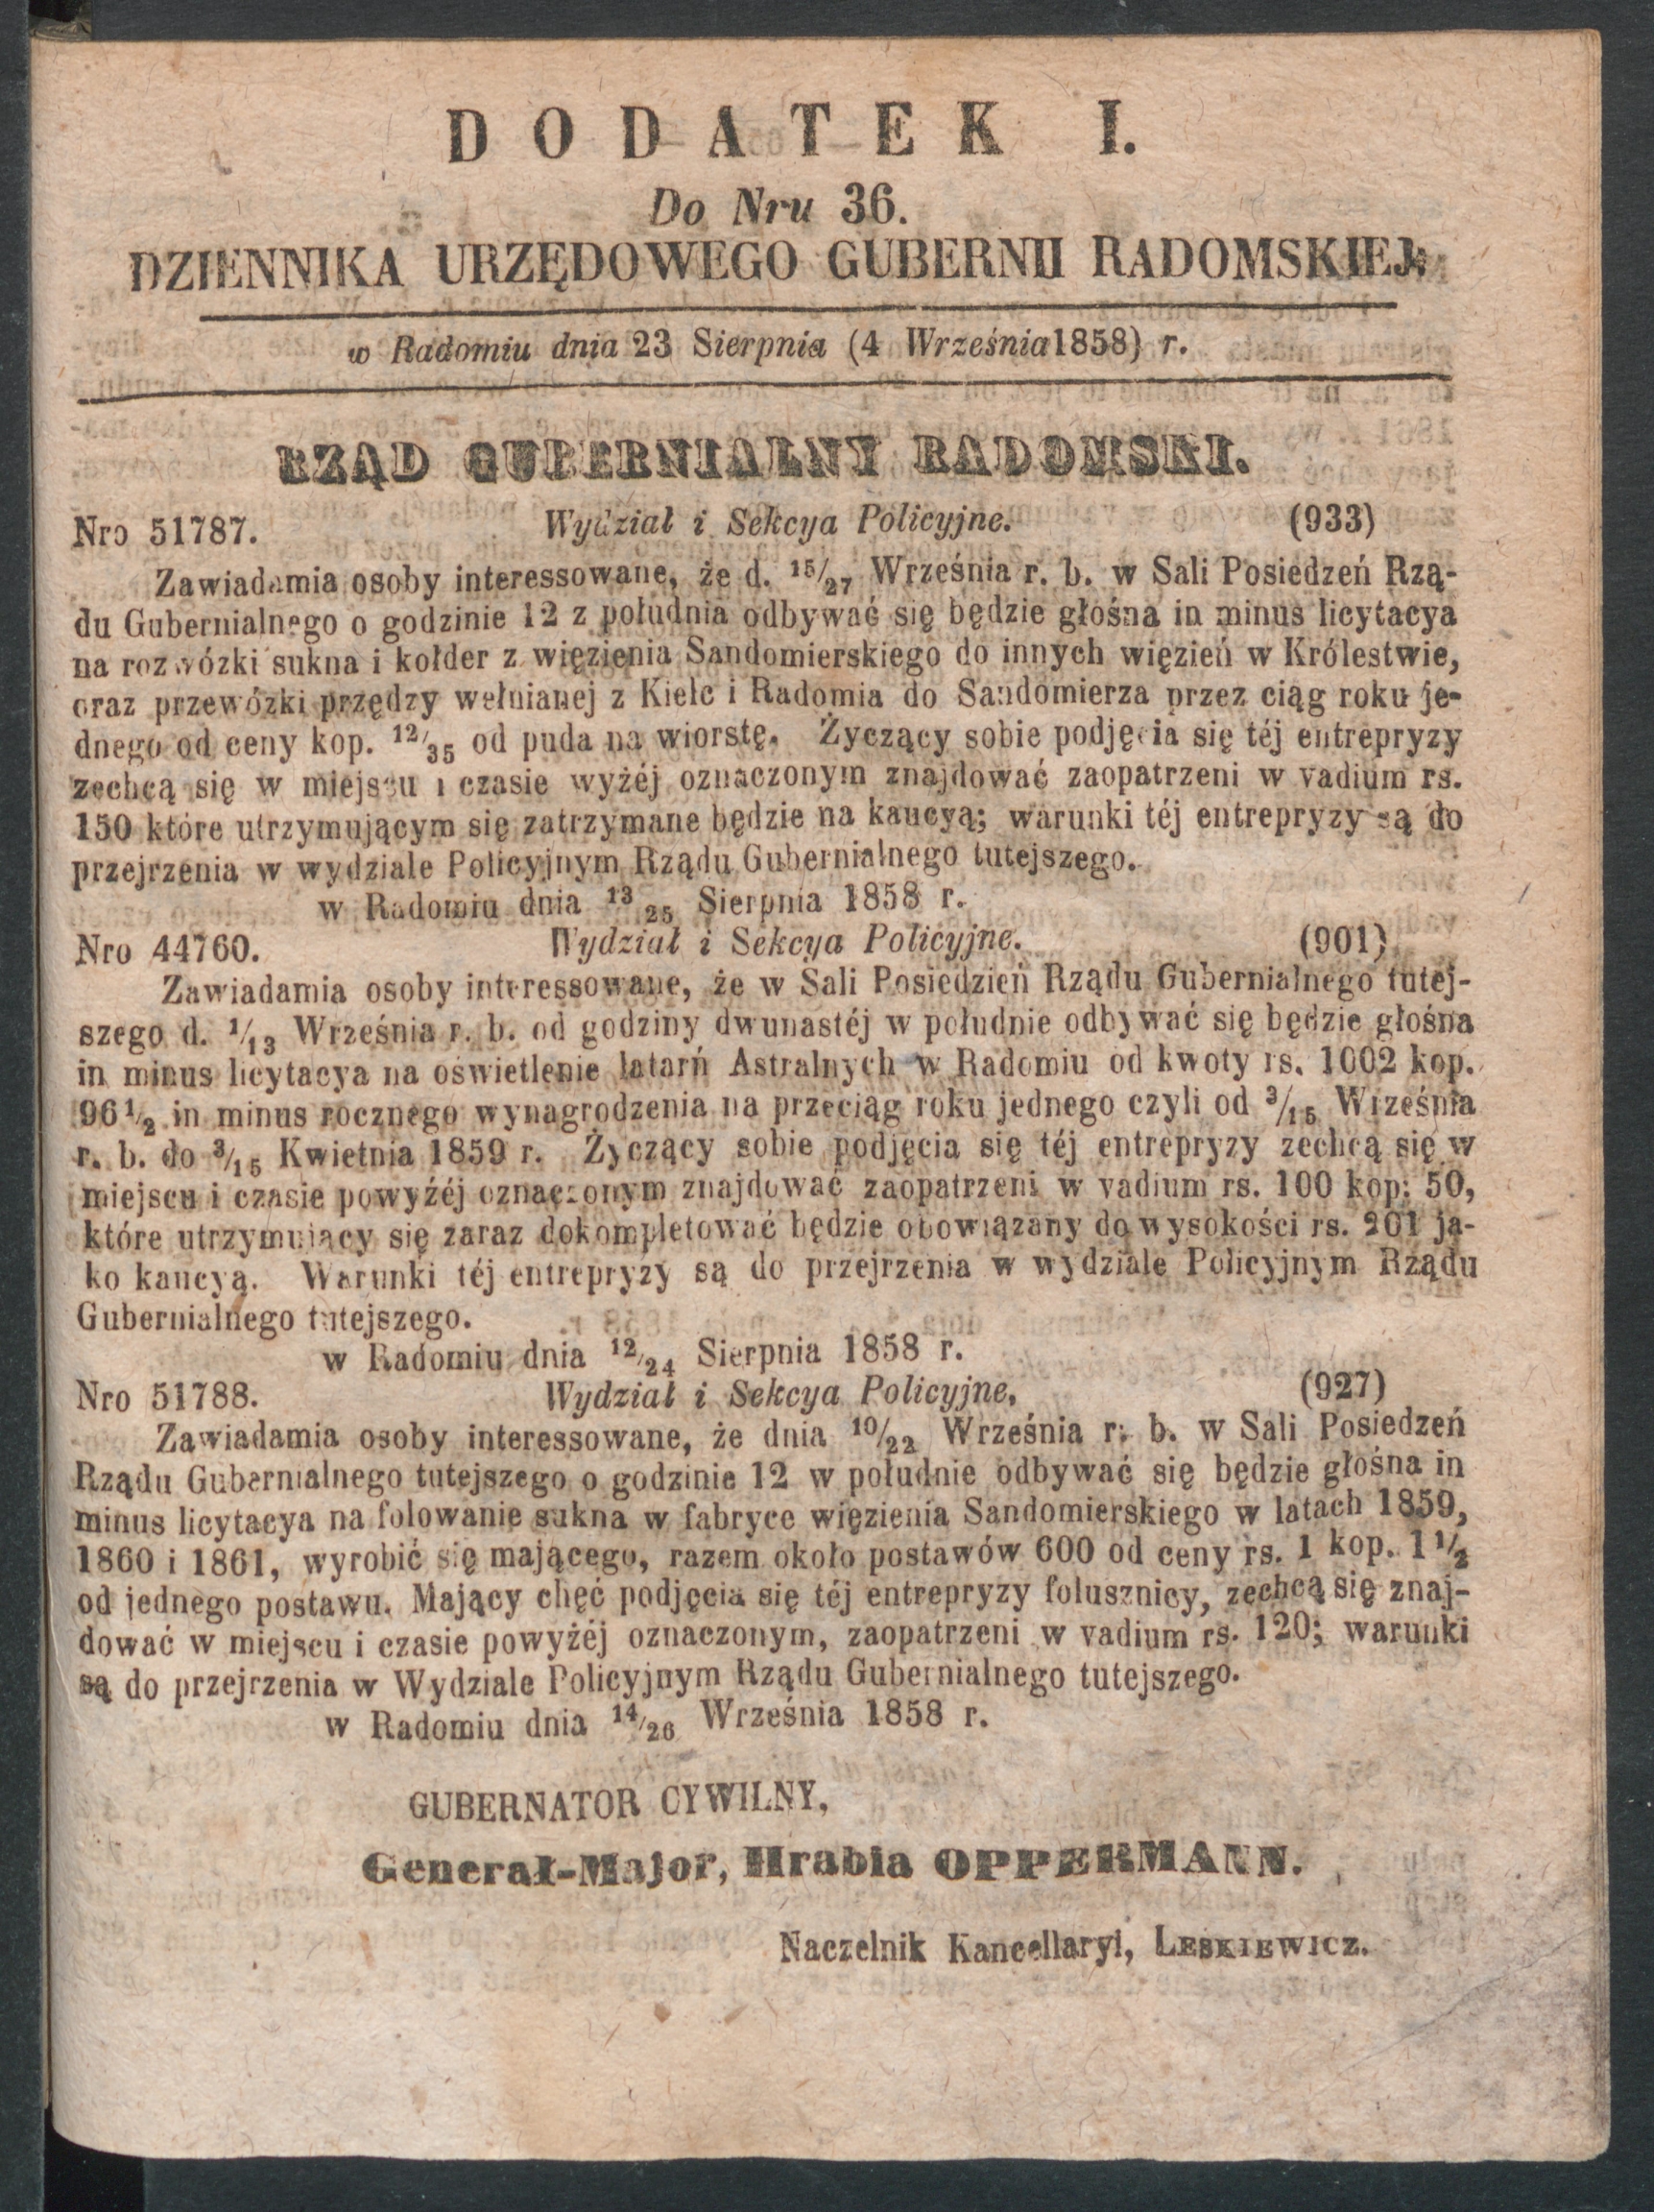 DODATEK I.
Do Nru 36.
DZIENNIKA URZĘDOWEGO GUBERNII RADOMSKIEJ.
w Radomiu dnia 23 Sierpnia (4 Września 1858) r.
RZĄD GUBERNIALNY RADOMSKI.
Nro 51787. Wydział i Sekcya Policyjne. (933)
Zawiadamia osoby interessowane, że d. 15/27 Września r. b. w Sali Posiedzeń Rzą-
du Gubernialnego o godzinie 12 z południa odbywać się będzie głośna in minus licytacya
na rozwózki sukna i kołder z więzienia Sandomierskiego do innych więzień w Królestwie,
oraz przewózki przędzy wełnianej z Kielc i Radomia do Sandomierza przez ciąg roku je-
dnego od ceny kop. 12/35 od puda na wiorstę. Życzący sobie podjęcia się téj entrepryzy
zechcą się w miejscu i czasie wyżéj oznaczonym znajdować zaopatrzeni w vadium rs.
150 które utrzymującym się zatrzymane będzie na kaucyą; warunki téj entrepryzy są do
przejrzenia w wydziale Policyjnym Rządu Gubernialnego tutejszego.
w Radomiu dnia 13/25 Sierpnia 1858 r.
Nro 44760. Wydział i Sekcya Policyjne. (901)
Zawiadamia osoby interessowane, że w Sali Posiedzień Rządu Gubernialnego tutej-
szego d. 1/13 Września r. b. od godziny dwunastéj w południe odbywać się będzie głośna
in minus licytacya na oświetlenie latarń Astralnych w Radomiu od kwoty rs. 1002 kop.
96 1/2 in minus rocznego wynagrodzenia na przeciąg roku jednego czyli od 3/15 Września
r. b. do 3/15 Kwietnia 1859 r. Życzący sobie podjęcia się téj entrepryzy zechcą się w
miejscu i czasie powyżéj oznaczonym znajdować zaopatrzeni w vadium rs. 100 kop: 50,
które utrzymujący się zaraz dokompletować będzie obowiązany do wysokości rs. 201 ja-
ko kaucyą. Warunki téj entrepryzy są do przejrzenia w wydziale Policyjnym Rządu
Gubernialnego tutejszego.
w Radomiu dnia 12/24 Sierpnia 1858 r.
Nro 51788. Wydział i Sekcya Policyjne, (927)
Zawiadamia osoby interessowane, że dnia 10/22 Września r. b. w Sali Posiedzeń
Rządu Gubernialnego tutejszego o godzinie 12 w południe odbywać się będzie głośna in
minus licytacya na folowanie sukna w fabryce więzienia Sandomierskiego w latach 1859,
1860 i 1861, wyrobić się mającego, razem około postawów 600 od ceny rs. 1 kop. 1 1/2
od jednego postawu. Mający chęć podjęcia się téj entrepryzy folusznicy, zechcą się znaj-
dować w miejscu i czasie powyżéj oznaczonym, zaopatrzeni w vadium rs. 120; warunki
są do przejrzenia w Wydziale Policyjnym Rządu Gubernialnego tutejszego.
w Radomiu dnia 14/26 Września 1858 r.
GUBERNATOR CYWILNY,
Generał-Major, Hrabia OPPERMANN.
Naczelnik Kancellaryi, LESKIEWICZ.